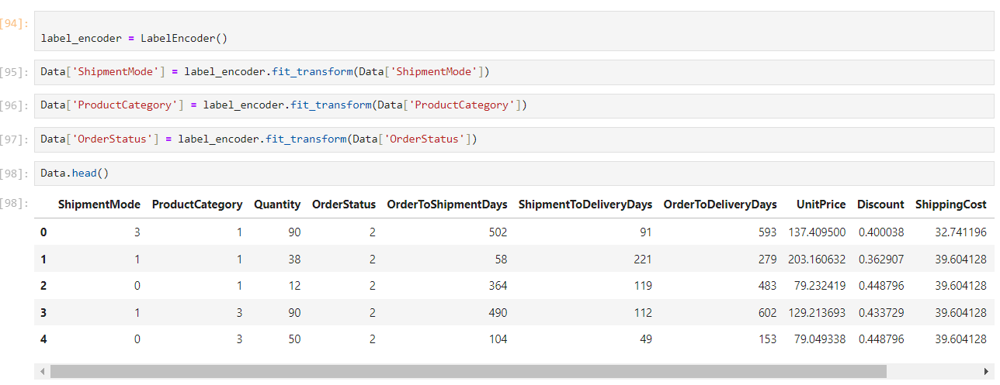 [94]:
label_encoder = LabelEncoder()
[95]: Data['ShipmentMode'] = label_encoder.fit_transform(Data['ShipmentMode'])
[96]: Data['ProductCategory'] = label_encoder.fit_transform(Data['ProductCategory'])
[97]: Data['OrderStatus'] = label_encoder.fit_transform(Data['OrderStatus'])
[98]: Data.head()
[98]: ShipmentMode ProductCategory Quantity OrderStatus OrderToShipmentDays ShipmentToDeliveryDays OrderToDeliveryDays UnitPrice Discount ShippingCost
0 3 1 90 2 502 91 593 137.409500 0.400038 32.741196
1 1 1 38 2 58 221 279 203.160632 0.362907 39.604128
2 0 1 12 2 364 119 483 79.232419 0.448796 39.604128
3 1 3 90 2 490 112 602 129.213693 0.433729 39.604128
4 0 3 50 2 104 49 153 79.049338 0.448796 39.604128